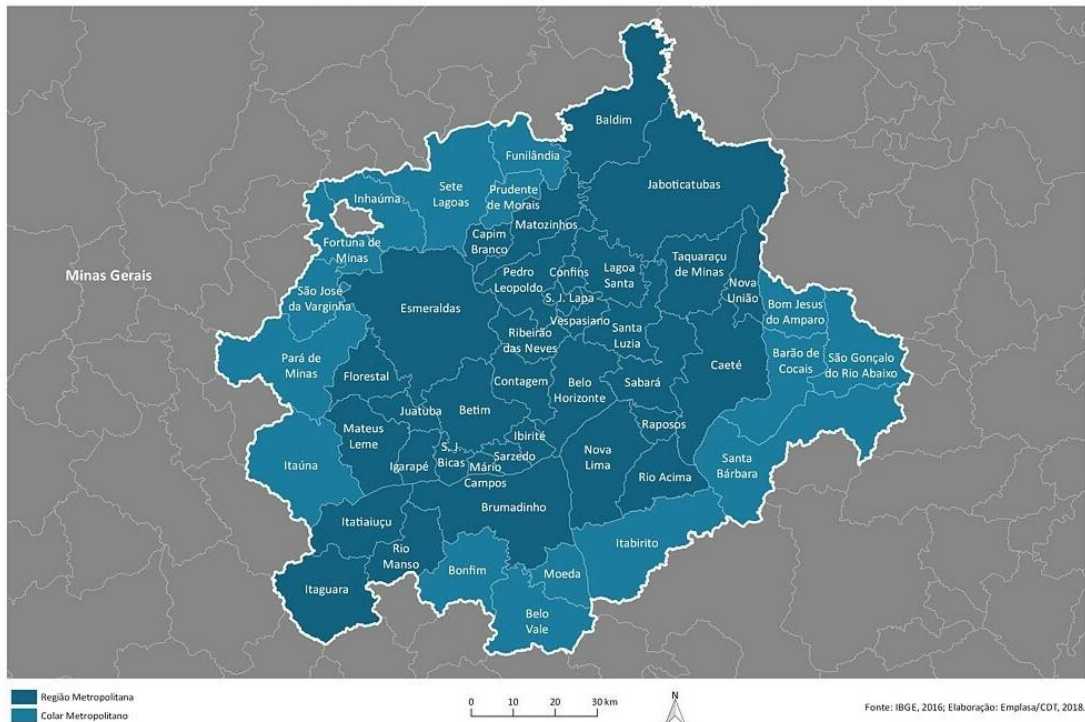 Baldim
Funilândia
Jaboticatubas
Sete
Lagoas
Inhaúma
Prudente
de Morais
Matozinhos
Capim
Branco
Fortuna de
Minas
Taquaraçu
de Minas
Minas Gerais
Pedro
Leopoldo
Confins
Lagoa
Santa
Nova
União
São José
da Varginha
Esmeraldas
S. J. Lapa
Bom Jesus
do Amparo
Vespasiano
Ribeirão
das Neves
Santa
Luzia
Pará de
Minas
Caeté
Barão de
Cocais
São Gonçalo
do Rio Abaixo
Florestal
Contagem
Belo
Horizonte
Sabará
Juatuba
Betim
Mateus
Leme
Raposos
Ibirité
Itaúna
Igarapé
S. J.
Bicas
Sarzedo
Mário
Campos
Nova
Lima
Santa
Bárbara
Rio Acima
Brumadinho
Itatiaiuçu
Itabirito
Rio
Manso
Bonfim
Moeda
Itaguara
Belo
Vale
Região Metropolitana
Colar Metropolitano
0 10 20 30 km
N
Fonte: IBGE, 2016; Elaboração: Emplasa/CDT, 2018.